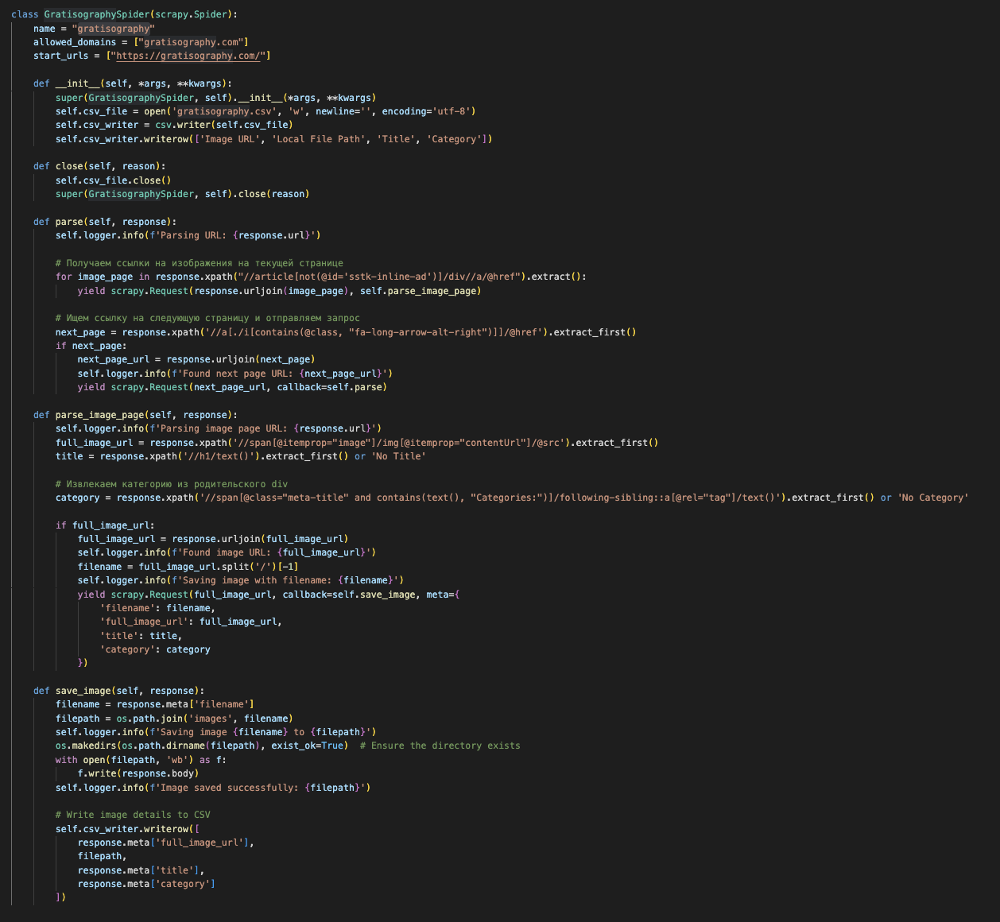 class GratisographySpider(scrapy.Spider):
    name = "gratisography"
    allowed_domains = ["gratisography.com"]
    start_urls = ["https://gratisography.com/"]

    def __init__(self, *args, **kwargs):
        super(GratisographySpider, self).__init__(*args, **kwargs)
        self.csv_file = open('gratisography.csv', 'w', newline='', encoding='utf-8')
        self.csv_writer = csv.writer(self.csv_file)
        self.csv_writer.writerow(['Image URL', 'Local File Path', 'Title', 'Category'])

    def close(self, reason):
        self.csv_file.close()
        super(GratisographySpider, self).close(reason)

    def parse(self, response):
        self.logger.info(f'Parsing URL: {response.url}')

        # Получаем ссылки на изображения на текущей странице
        for image_page in response.xpath("//article[not(@id='sstk-inline-ad')]/div//a/@href").extract():
            yield scrapy.Request(response.urljoin(image_page), self.parse_image_page)

        # Ищем ссылку на следующую страницу и отправляем запрос
        next_page = response.xpath('//a[./i[contains(@class, "fa-long-arrow-alt-right")]]/@href').extract_first()
        if next_page:
            next_page_url = response.urljoin(next_page)
            self.logger.info(f'Found next page URL: {next_page_url}')
            yield scrapy.Request(next_page_url, callback=self.parse)

    def parse_image_page(self, response):
        self.logger.info(f'Parsing image page URL: {response.url}')
        full_image_url = response.xpath('//span[@itemprop="image"]/img[@itemprop="contentUrl"]/@src').extract_first()
        title = response.xpath('//h1/text()').extract_first() or 'No Title'

        # Извлекаем категорию из родительского div
        category = response.xpath('//span[@class="meta-title" and contains(text(), "Categories:")]/following-sibling::a[@rel="tag"]/text()').extract_first() or 'No Category'

        if full_image_url:
            full_image_url = response.urljoin(full_image_url)
            self.logger.info(f'Found image URL: {full_image_url}')
            filename = full_image_url.split('/')[-1]
            self.logger.info(f'Saving image with filename: {filename}')
            yield scrapy.Request(full_image_url, callback=self.save_image, meta={
                'filename': filename,
                'full_image_url': full_image_url,
                'title': title,
                'category': category
            })

    def save_image(self, response):
        filename = response.meta['filename']
        filepath = os.path.join('images', filename)
        self.logger.info(f'Saving image {filename} to {filepath}')
        os.makedirs(os.path.dirname(filepath), exist_ok=True)  # Ensure the directory exists
        with open(filepath, 'wb') as f:
            f.write(response.body)
        self.logger.info(f'Image saved successfully: {filepath}')

        # Write image details to CSV
        self.csv_writer.writerow([
            response.meta['full_image_url'],
            filepath,
            response.meta['title'],
            response.meta['category']
        ])